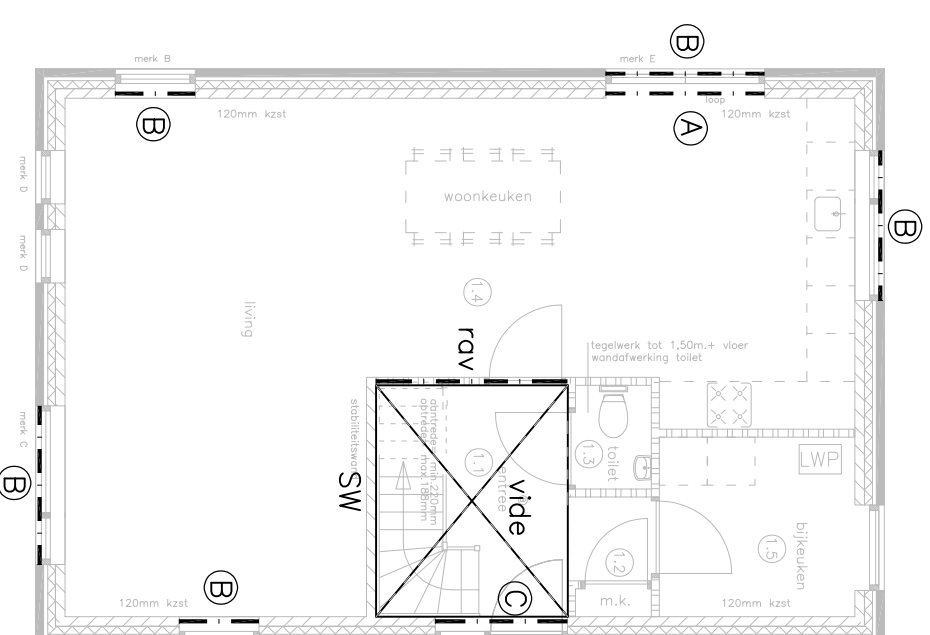 B
merk B
merk E
loop
B
A
120mm kzst
120mm kzst
merk D
woonkeuken
B
merk D
1.4
living
rav
tegelwerk tot 1,50m.+ vloer
wandafwerking toilet
merk C
stabiliteitswand
aantreden min.220mm
optreden max.188mm
1.1
entree
1.3
toilet
LWP
B
SW
vide
1.2
1.5
bijkeuken
B
C
120mm kzst
m.k.
120mm kzst